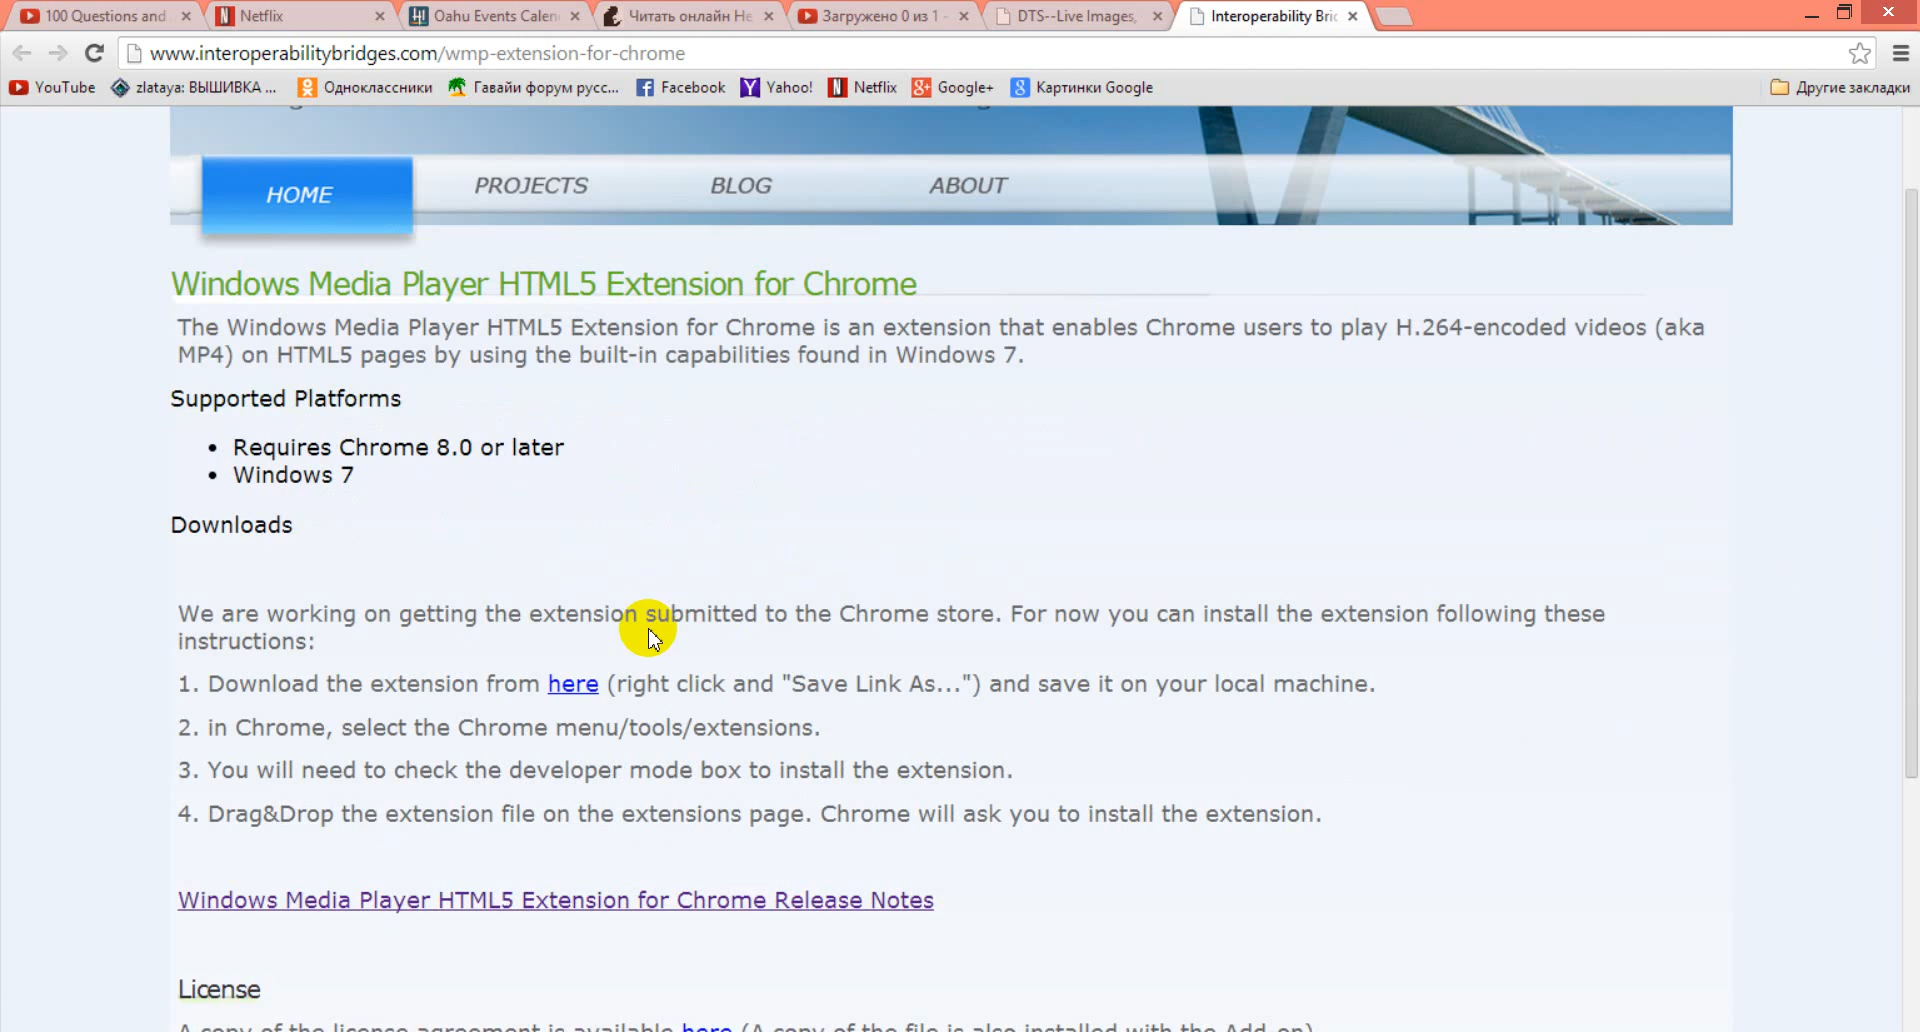 100 Questions and
Netflix
Oahu Events Calen
Читать онлайн Не
Загружено 0 из 1 -
DTS--Live Images,
Interoperability Bric
www.interoperabilitybridges.com/wmp-extension-for-chrome
YouTube
zlataya: ВЫШИВКА ...
Одноклассники
Гавайи форум русс...
Facebook
Yahoo!
Netflix
Google+
Картинки Google
Другие закладки
HOME
PROJECTS
BLOG
ABOUT
Windows Media Player HTML5 Extension for Chrome
The Windows Media Player HTML5 Extension for Chrome is an extension that enables Chrome users to play H.264-encoded videos (aka
MP4) on HTML5 pages by using the built-in capabilities found in Windows 7.
Supported Platforms
• Requires Chrome 8.0 or later
• Windows 7
Downloads
We are working on getting the extension submitted to the Chrome store. For now you can install the extension following these
instructions:
1. Download the extension from here (right click and "Save Link As...") and save it on your local machine.
2. in Chrome, select the Chrome menu/tools/extensions.
3. You will need to check the developer mode box to install the extension.
4. Drag&Drop the extension file on the extensions page. Chrome will ask you to install the extension.
Windows Media Player HTML5 Extension for Chrome Release Notes
License
A copy of the license agreement is available here (A copy of the file is also installed with the Add-on)